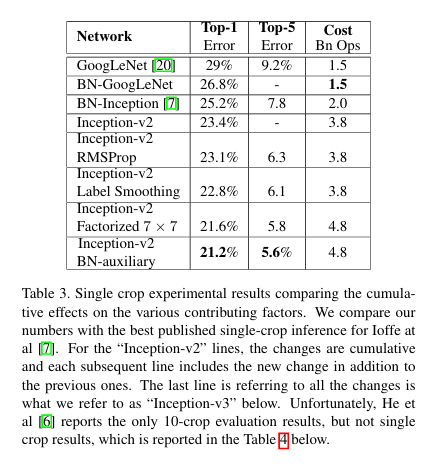 Network Top-1 Error Top-5 Error Cost Bn Ops
GoogLeNet [20] 29% 9.2% 1.5
BN-GoogLeNet 26.8% - 1.5
BN-Inception [7] 25.2% 7.8 2.0
Inception-v2 23.4% - 3.8
Inception-v2
RMSProp 23.1% 6.3 3.8
Inception-v2
Label Smoothing 22.8% 6.1 3.8
Inception-v2
Factorized 7 × 7 21.6% 5.8 4.8
Inception-v2
BN-auxiliary 21.2% 5.6% 4.8
Table 3. Single crop experimental results comparing the cumula-
tive effects on the various contributing factors. We compare our
numbers with the best published single-crop inference for Ioffe at
al [7]. For the “Inception-v2” lines, the changes are cumulative
and each subsequent line includes the new change in addition to
the previous ones. The last line is referring to all the changes is
what we refer to as “Inception-v3” below. Unfortunately, He et
al [6] reports the only 10-crop evaluation results, but not single
crop results, which is reported in the Table 4 below.